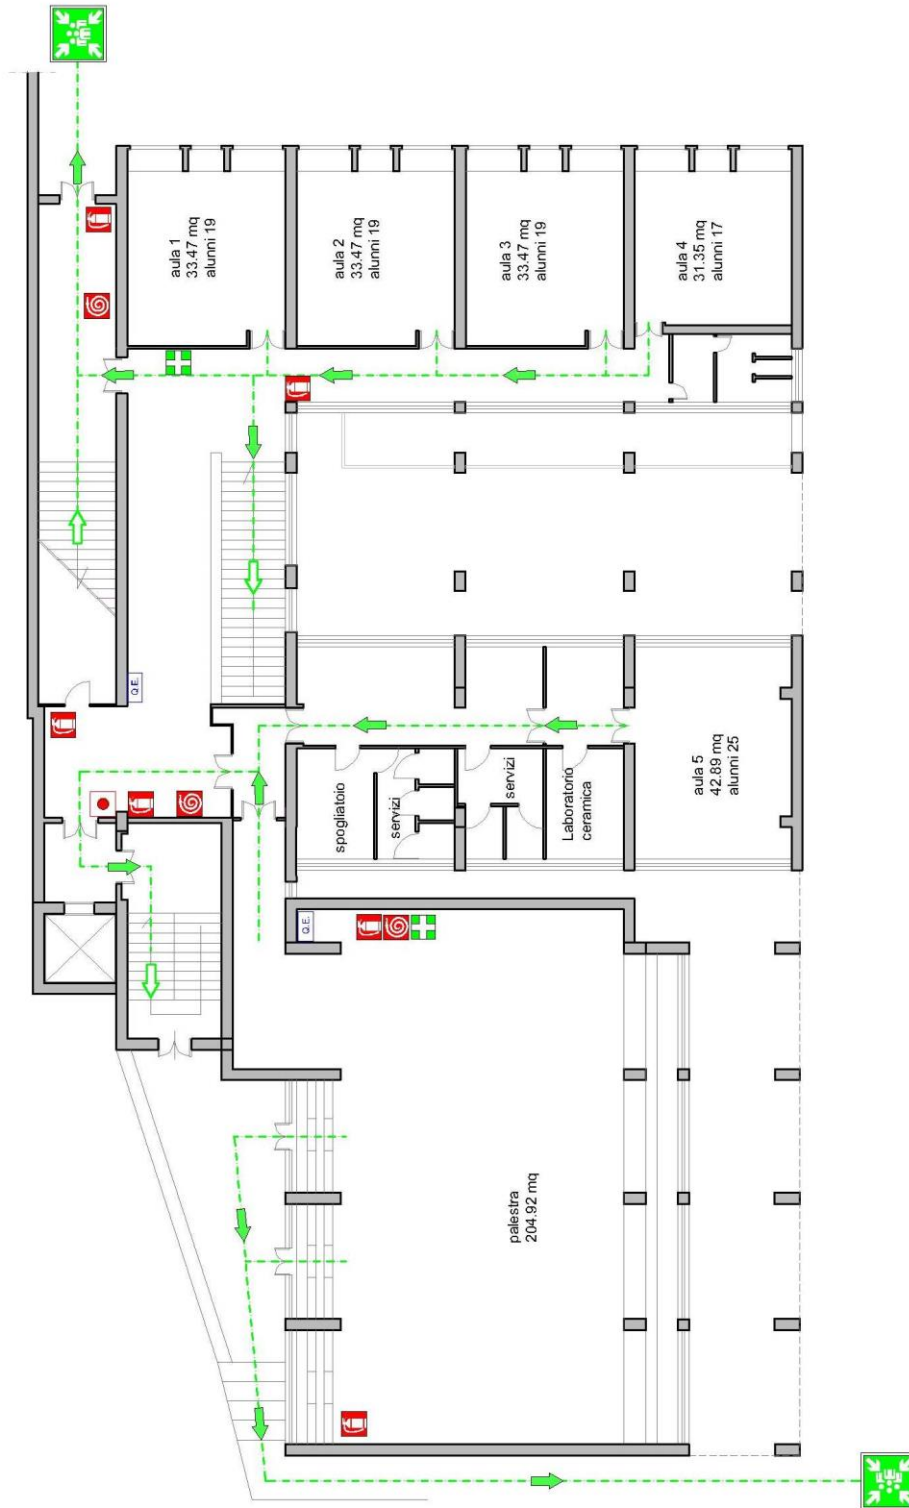 aula 1
33.47 mq
alunni 19
aula 2
33.47 mq
alunni 19
aula 3
33.47 mq
alunni 19
aula 4
31.35 mq
alunni 17
Q.E.
spogliatoio
servizi
servizi
Laboratorio
ceramica
aula 5
42.89 mq
alunni 25
Q.E.
palestra
204.92 mq